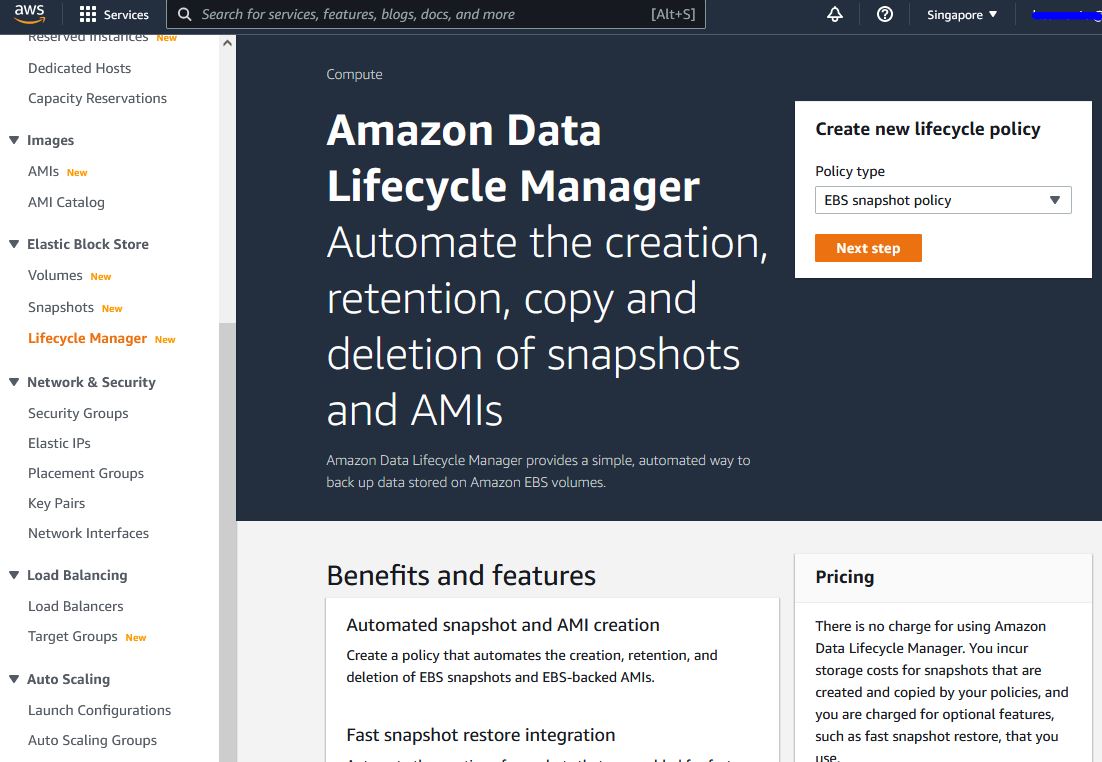 aws
Services
Search for services, features, blogs, docs, and more
[Alt+S]
Singapore
Reserved Instances New
Dedicated Hosts
Capacity Reservations
Images
AMIs New
AMI Catalog
Elastic Block Store
Volumes New
Snapshots New
Lifecycle Manager New
Network & Security
Security Groups
Elastic IPs
Placement Groups
Key Pairs
Network Interfaces
Load Balancing
Load Balancers
Target Groups New
Auto Scaling
Launch Configurations
Auto Scaling Groups
Compute
Amazon Data
Lifecycle Manager
Automate the creation,
retention, copy and
deletion of snapshots
and AMIs
Amazon Data Lifecycle Manager provides a simple, automated way to
back up data stored on Amazon EBS volumes.
Create new lifecycle policy
Policy type
EBS snapshot policy
Next step
Benefits and features
Automated snapshot and AMI creation
Create a policy that automates the creation, retention, and
deletion of EBS snapshots and EBS-backed AMIs.
Fast snapshot restore integration
Pricing
There is no charge for using Amazon
Data Lifecycle Manager. You incur
storage costs for snapshots that are
created and copied by your policies, and
you are charged for optional features,
such as fast snapshot restore, that you
use.